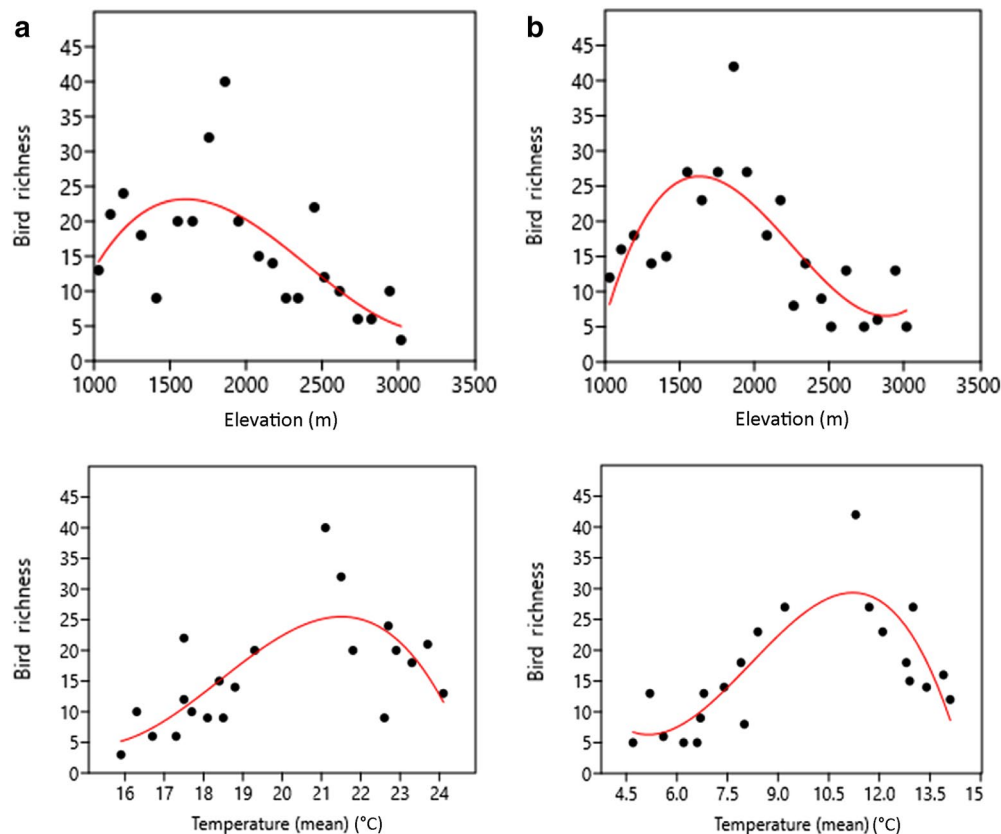 a
b
45
40
35
30
25
20
15
10
5
0
Bird richness
1000 1500 2000 2500 3000 3500
Elevation (m)
45
40
35
30
25
20
15
10
5
0
Bird richness
1000 1500 2000 2500 3000 3500
Elevation (m)
45
40
35
30
25
20
15
10
5
0
Bird richness
16 17 18 19 20 21 22 23 24
Temperature (mean) (°C)
45
40
35
30
25
20
15
10
5
0
Bird richness
4.5 6.0 7.5 9.0 10.5 12.0 13.5 15
Temperature (mean) (°C)